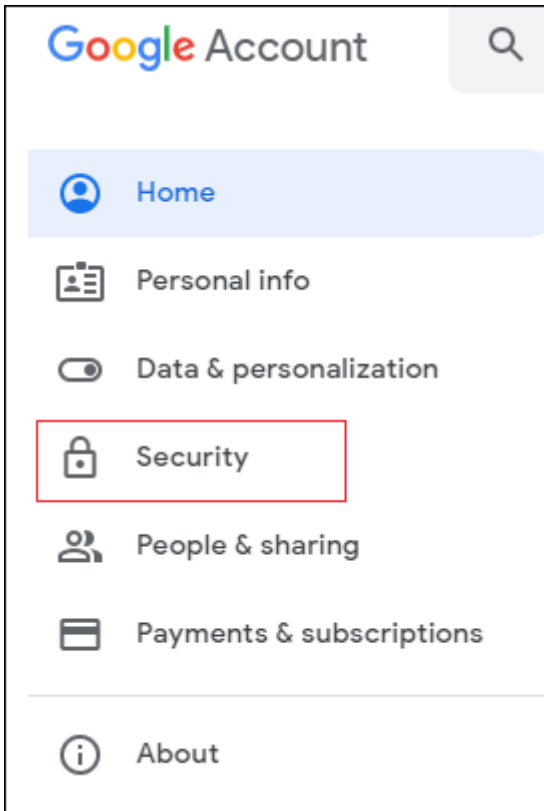 Google Account
Home
Personal info
Data & personalization
Security
People & sharing
Payments & subscriptions
About